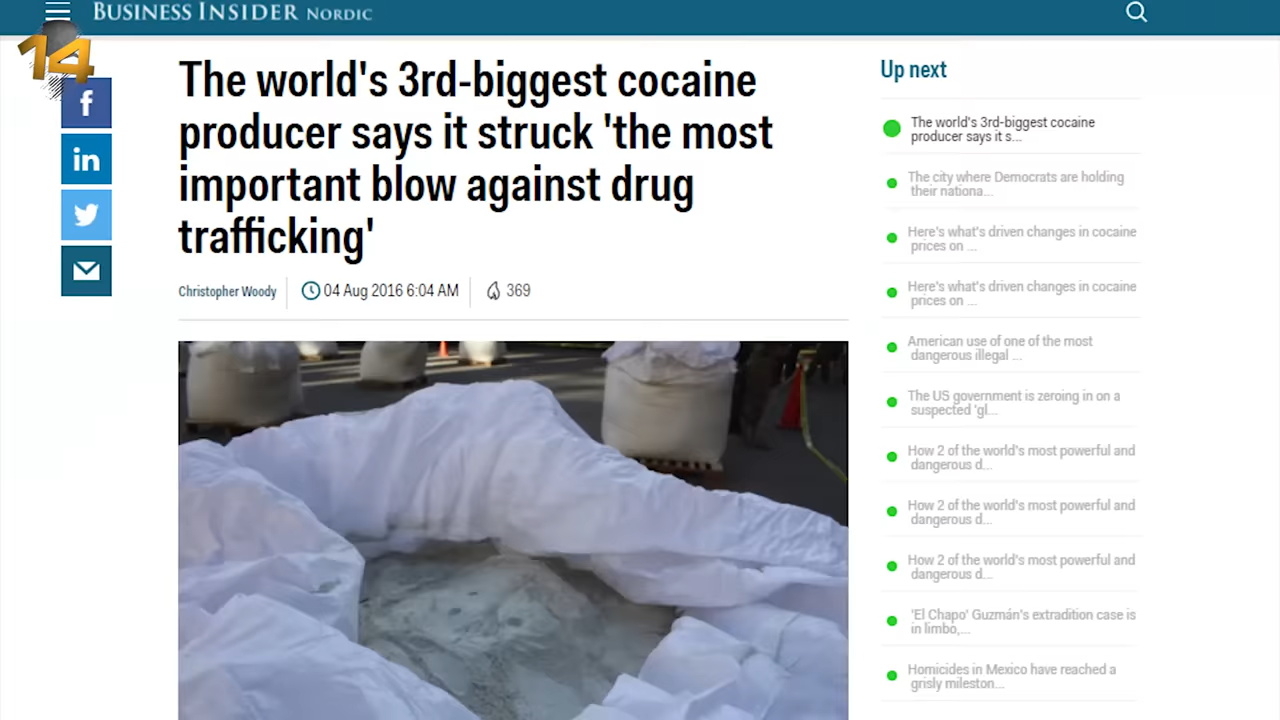 BUSINESS INSIDER NORDIC
14
f
in
The world's 3rd-biggest cocaine
producer says it struck 'the most
important blow against drug
trafficking'
Christopher Woody
04 Aug 2016 6:04 AM
369
Up next
The world's 3rd-biggest cocaine
producer says it s...
The city where Democrats are holding
their nationa...
Here's what's driven changes in cocaine
prices on ...
Here's what's driven changes in cocaine
prices on ...
American use of one of the most
dangerous illegal ...
The US government is zeroing in on a
suspected 'gl...
How 2 of the world's most powerful and
dangerous d...
How 2 of the world's most powerful and
dangerous d...
How 2 of the world's most powerful and
dangerous d...
'El Chapo' Guzmán's extradition case is
in limbo,...
Homicides in Mexico have reached a
grisly mileston...